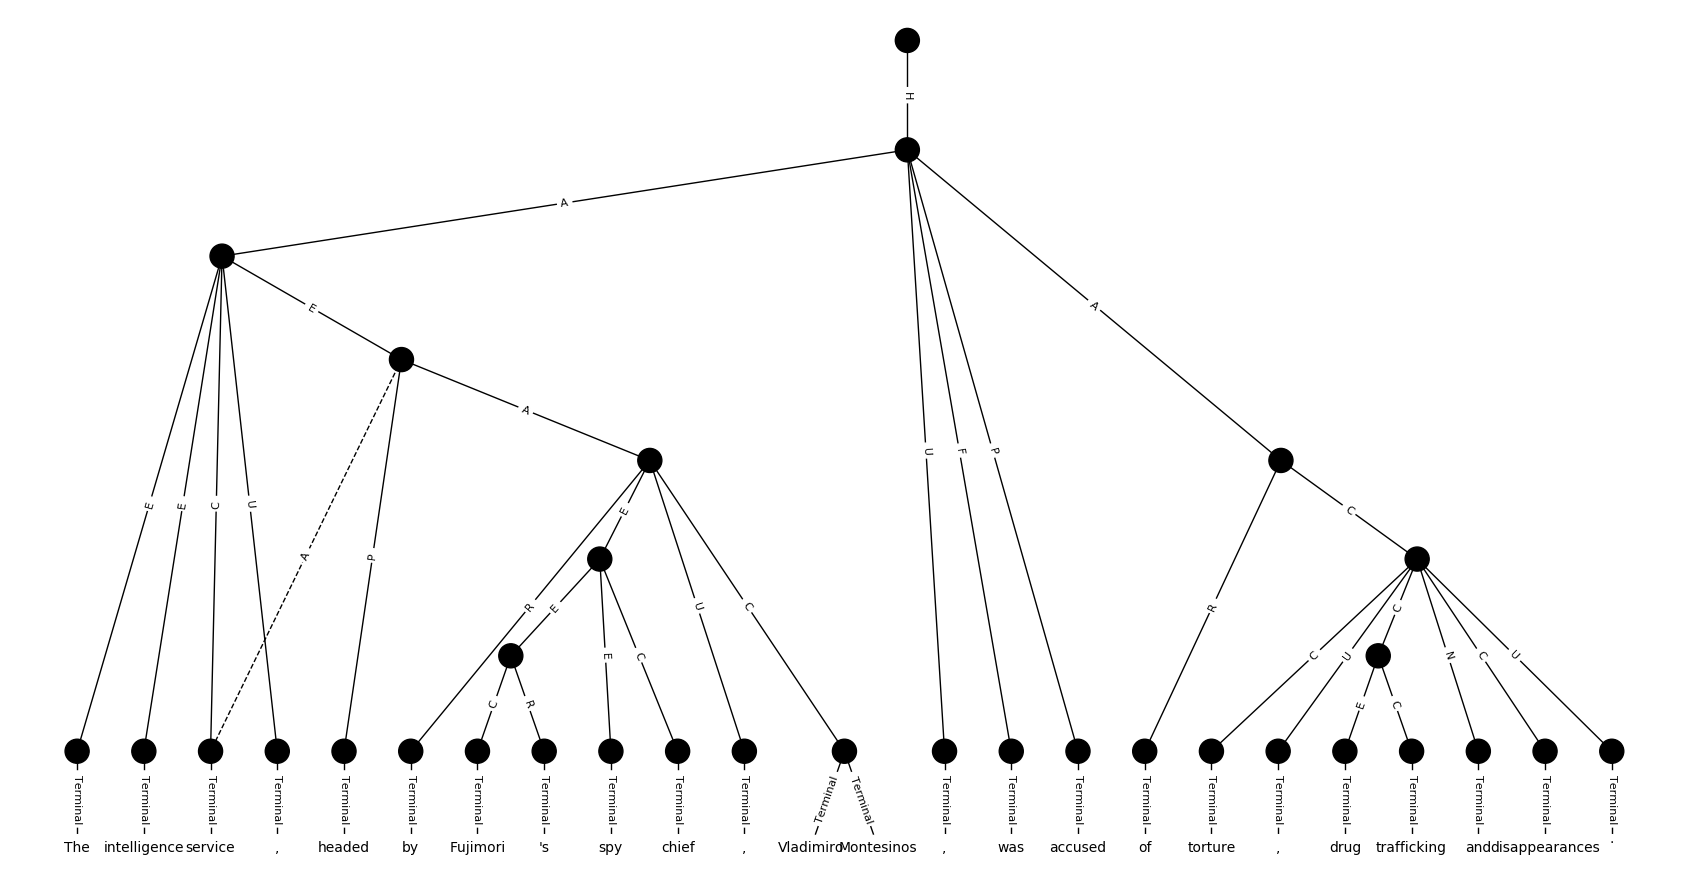 H
A
E
A
A
E
E
C
U
U
F
P
C
A
P
E
R
E
U
C
R
C
U
C
N
C
U
E
C
C
R
E
C
Terminal Terminal Terminal Terminal Terminal Terminal Terminal Terminal Terminal Terminal Terminal Terminal Terminal Terminal Terminal Terminal Terminal Terminal Terminal Terminal Terminal Terminal Terminal Terminal
The intelligence service , headed by Fujimori 's spy chief , Vladimiro Montesinos , was accused of torture , drug trafficking and disappearances .